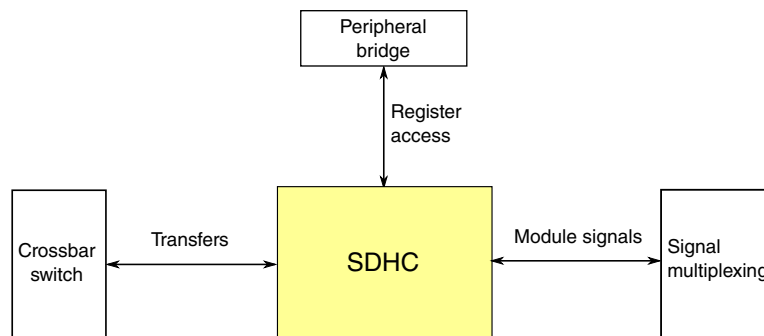 Peripheral
bridge
Register
access
Crossbar
switch
Transfers
SDHC
Module signals
Signal
multiplexing